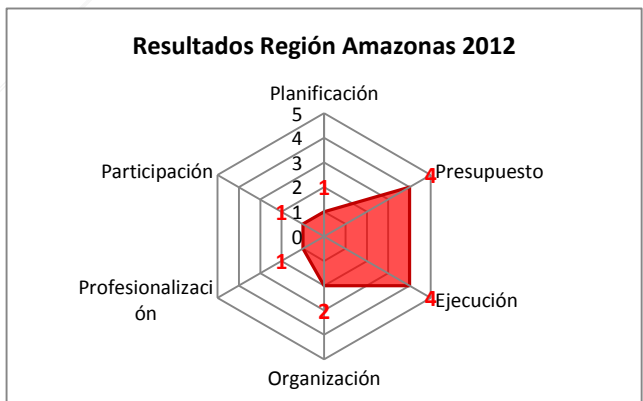 Resultados Región Amazonas 2012
Planificación
5
4
3
2
1
0
1
Presupuesto
4
Ejecución
4
Organización
2
Profesionalizaci
ón
1
Participación
1